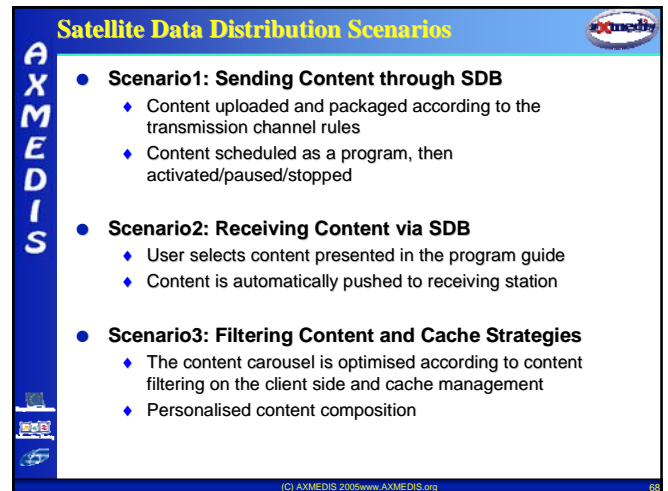 Satellite Data Distribution Scenarios
axmedis
AXMEDIS
Scenario1: Sending Content through SDB
Content uploaded and packaged according to the
transmission channel rules
Content scheduled as a program, then
activated/paused/stopped
Scenario2: Receiving Content via SDB
User selects content presented in the program guide
Content is automatically pushed to receiving station
Scenario3: Filtering Content and Cache Strategies
The content carousel is optimised according to content
filtering on the client side and cache management
Personalised content composition
(C) AXMEDIS 2005www.AXMEDIS.org
68